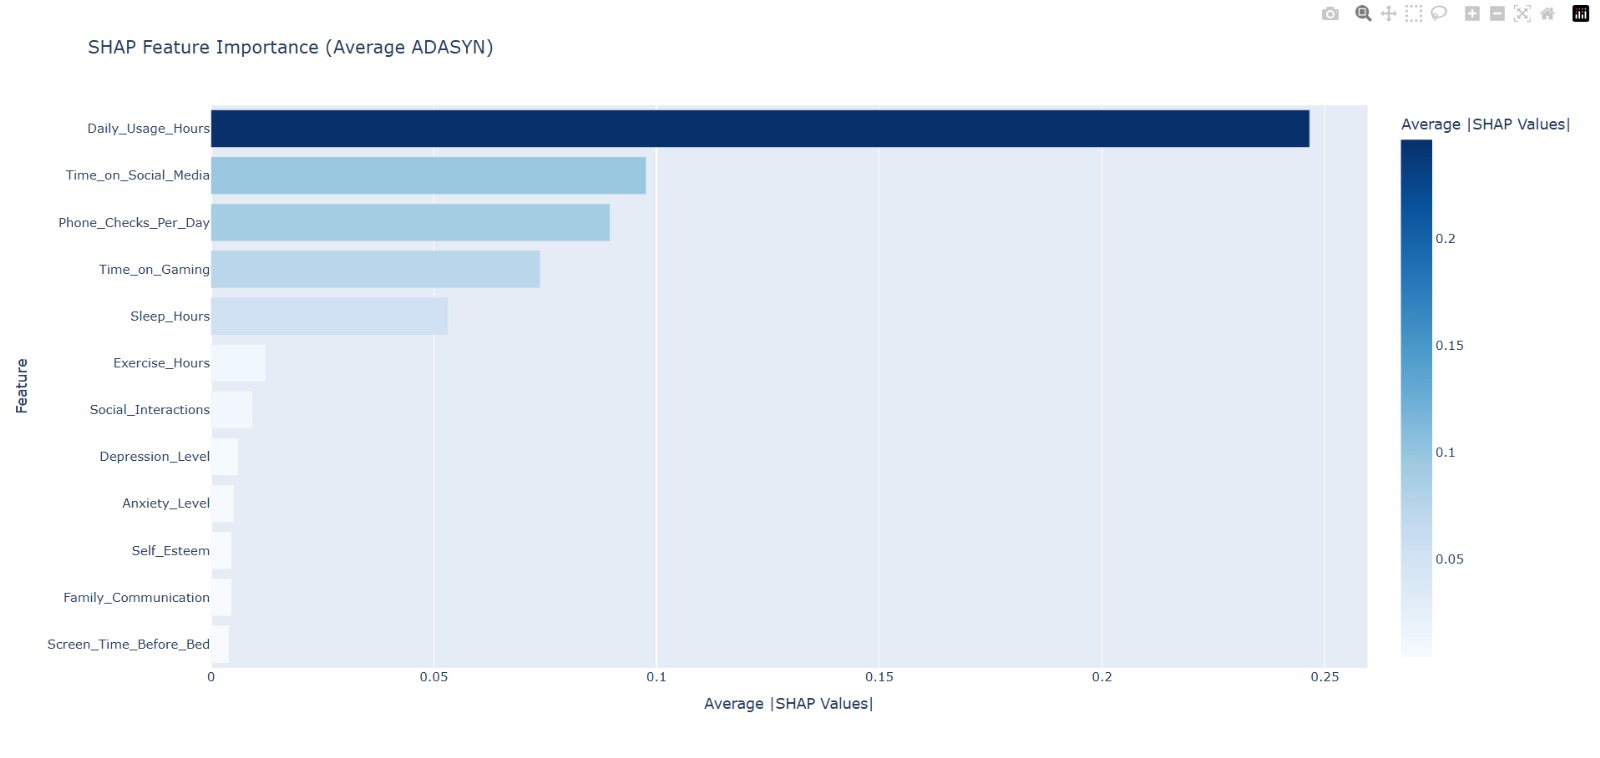 SHAP Feature Importance (Average ADASYN)
Feature
Daily_Usage_Hours
Time_on_Social_Media
Phone_Checks_Per_Day
Time_on_Gaming
Sleep_Hours
Exercise_Hours
Social_Interactions
Depression_Level
Anxiety_Level
Self_Esteem
Family_Communication
Screen_Time_Before_Bed
0 0.05 0.1 0.15 0.2 0.25
Average |SHAP Values|
Average |SHAP Values|
0.2
0.15
0.1
0.05